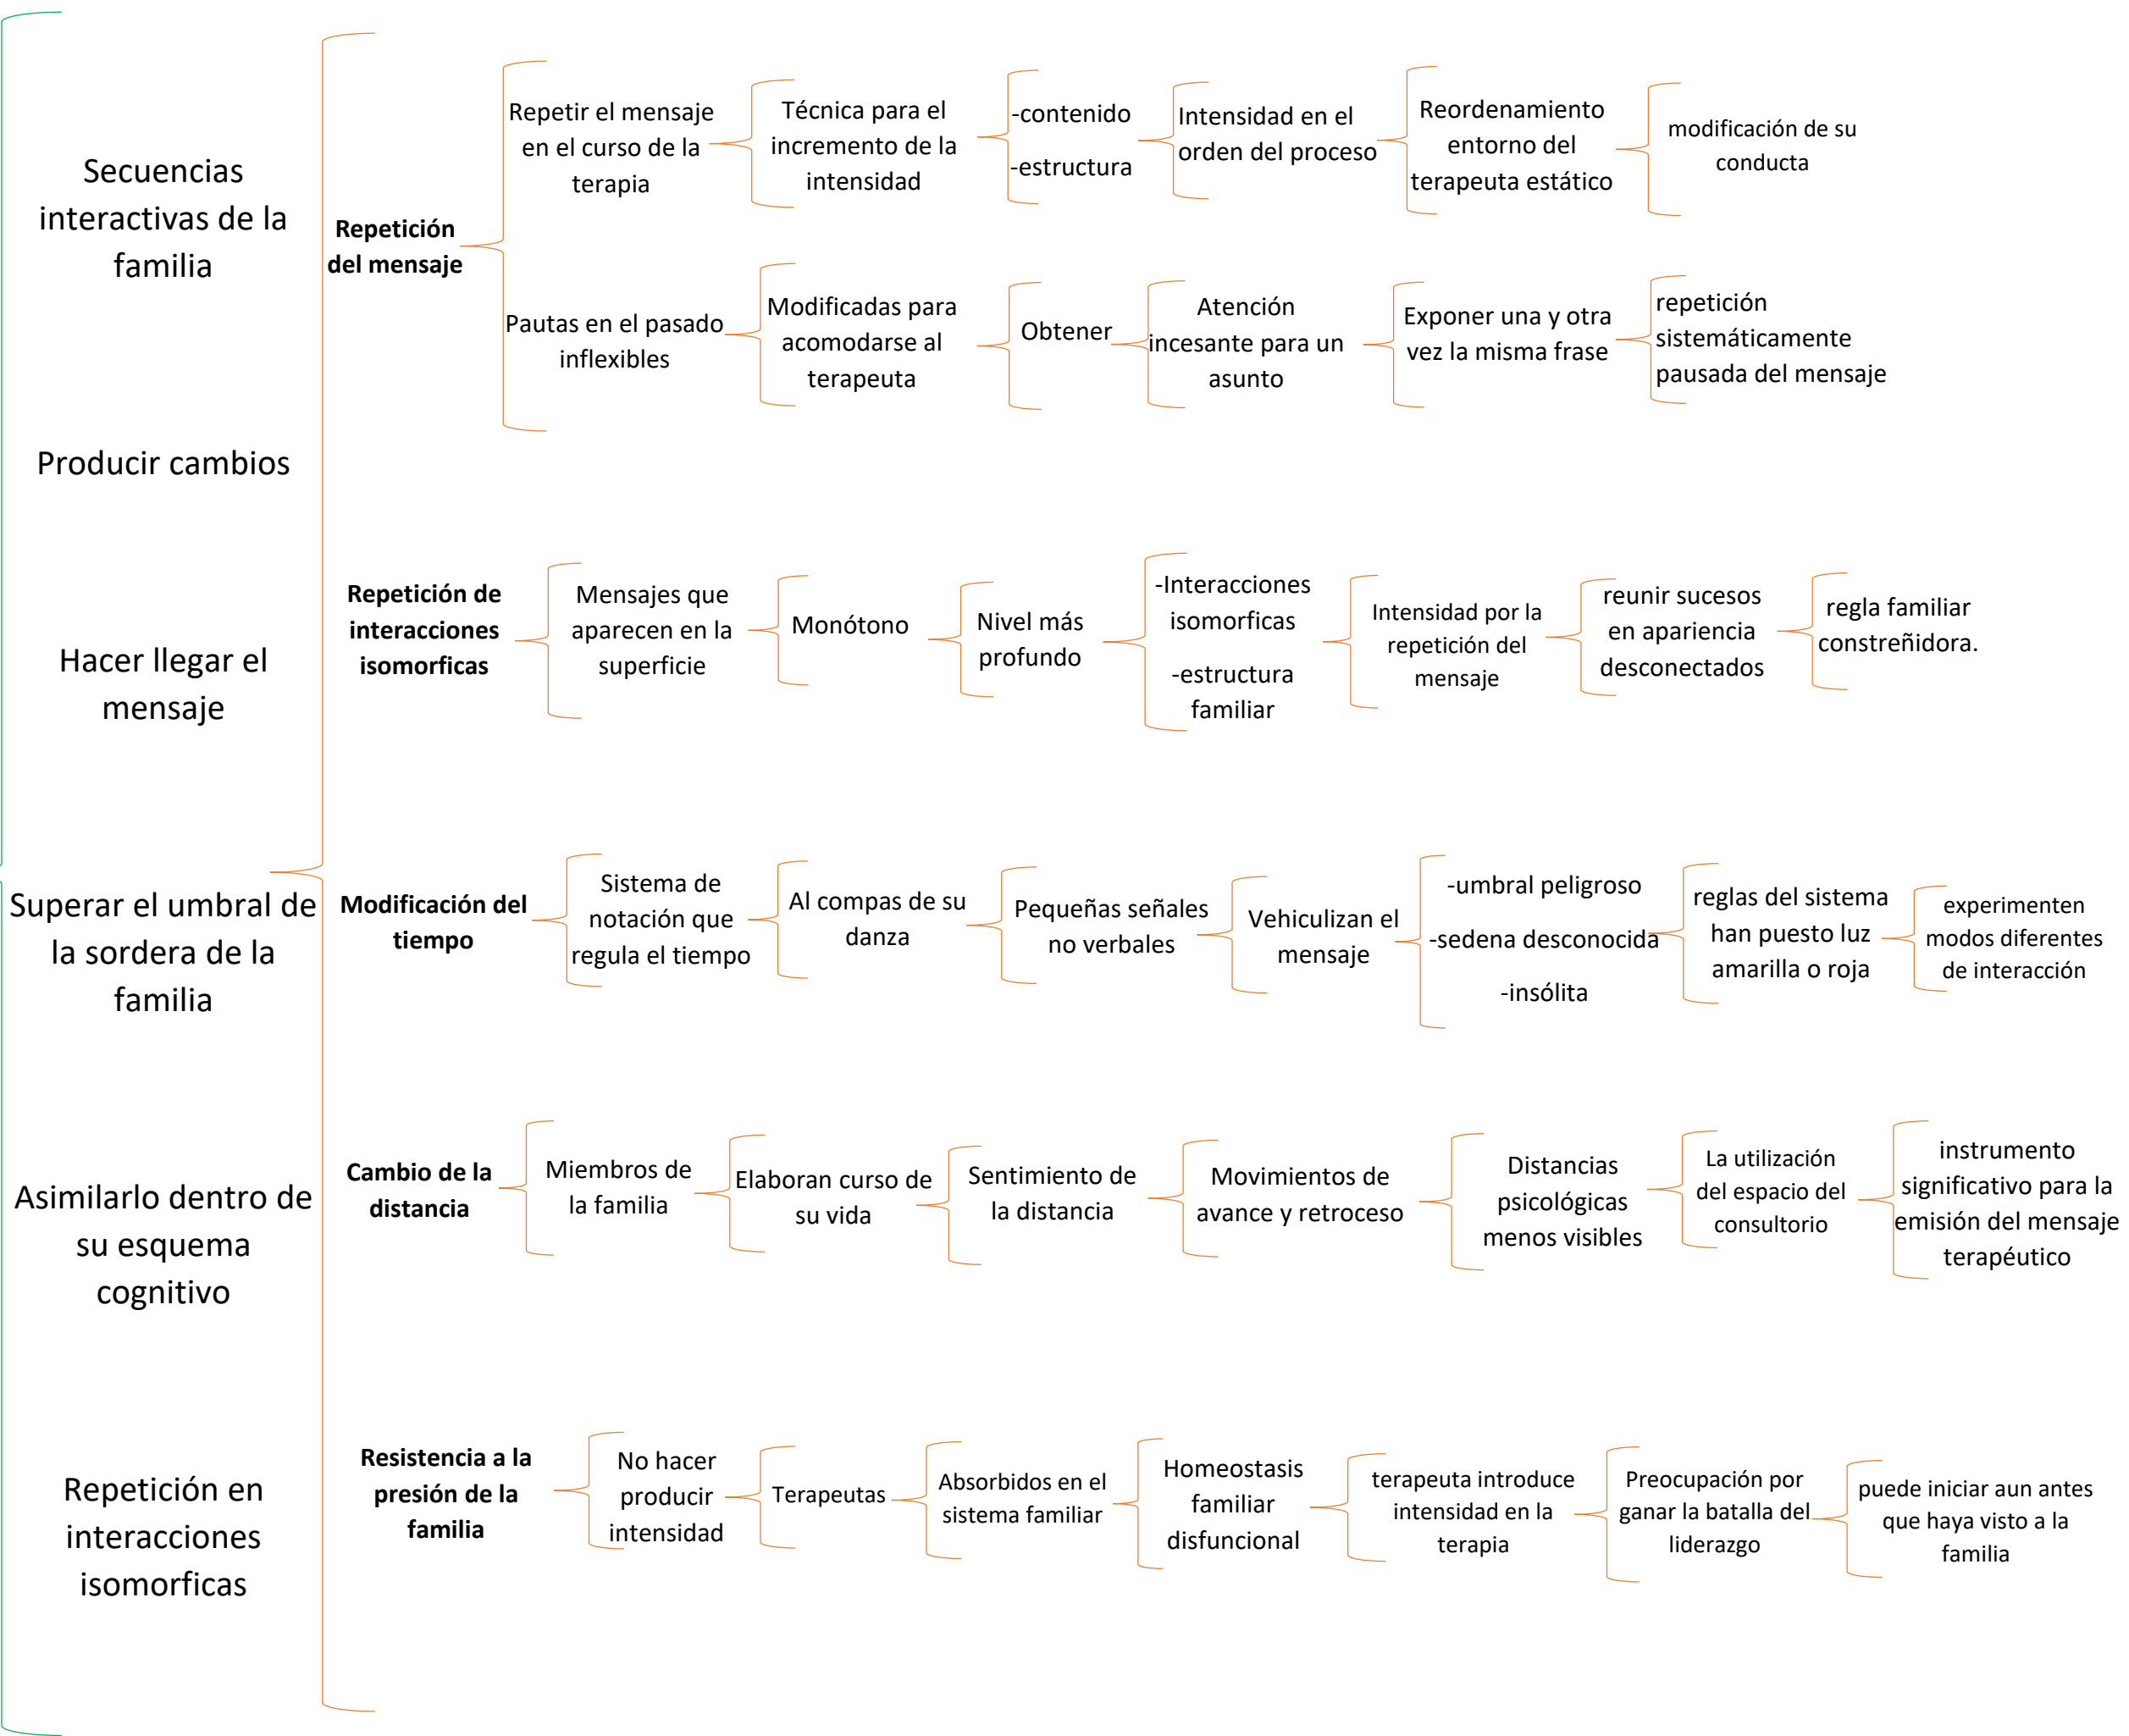 Secuencias
interactivas de la
familia
Producir cambios
Hacer llegar el
mensaje
Superar el umbral de
la sordera de la
familia
Asimilarlo dentro de
su esquema
cognitivo
Repetición en
interacciones
isomorficas
Repetición
del mensaje
Repetir el mensaje
en el curso de la
terapia
Técnica para el
incremento de la
intensidad
-contenido
-estructura
Intensidad en el
orden del proceso
Reordenamiento
entorno del
terapeuta estático
modificación de su
conducta
Pautas en el pasado
inflexibles
Modificadas para
acomodarse al
terapeuta
Obtener
Atención
incesante para un
asunto
Exponer una y otra
vez la misma frase
repetición
sistemáticamente
pausada del mensaje
Repetición de
interacciones
isomorficas
Mensajes que
aparecen en la
superficie
Monótono
Nivel más
profundo
-Interacciones
isomorficas
-estructura
familiar
Intensidad por la
repetición del
mensaje
reunir sucesos
en apariencia
desconectados
regla familiar
constreñidora.
Modificación del
tiempo
Sistema de
notación que
regula el tiempo
Al compas de su
danza
Pequeñas señales
no verbales
Vehiculizan el
mensaje
-umbral peligroso
-sedena desconocida
-insólita
reglas del sistema
han puesto luz
amarilla o roja
experimenten
modos diferentes
de interacción
Cambio de la
distancia
Miembros de
la familia
Elaboran curso de
su vida
Sentimiento de
la distancia
Movimientos de
avance y retroceso
Distancias
psicológicas
menos visibles
La utilización
del espacio del
consultorio
instrumento
significativo para la
emisión del mensaje
terapéutico
Resistencia a la
presión de la
familia
No hacer
producir
intensidad
Terapeutas
Absorbidos en el
sistema familiar
Homeostasis
familiar
disfuncional
terapeuta introduce
intensidad en la
terapia
Preocupación por
ganar la batalla del
liderazgo
puede iniciar aun antes
que haya visto a la
familia